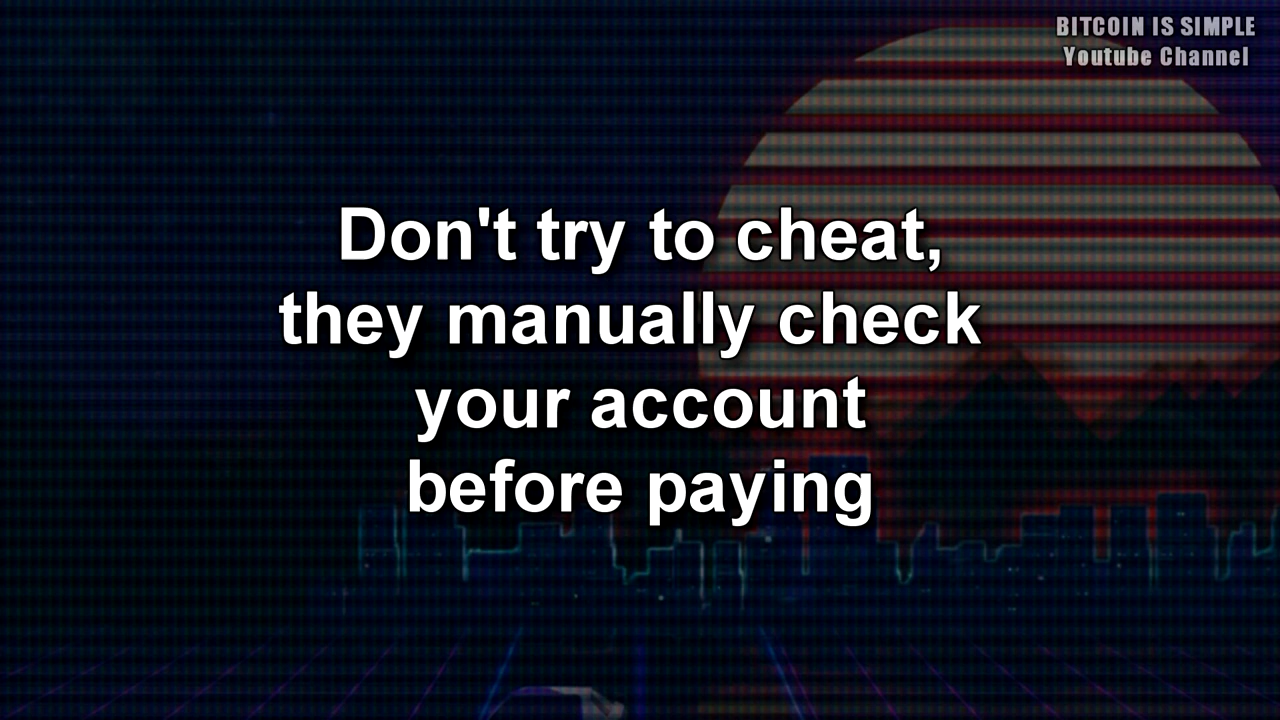 BITCOIN IS SIMPLE
Youtube Channel
Don't try to cheat,
they manually check
your account
before paying